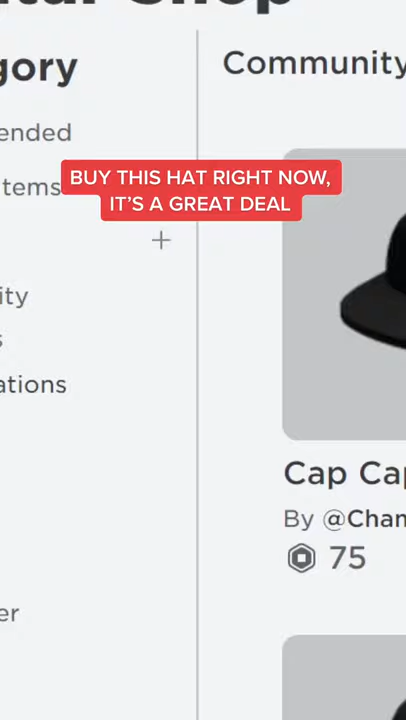 gory
Community
ended
BUY THIS HAT RIGHT NOW,
IT’S A GREAT DEAL
tems
+
ity
s
ations
Cap Cap
By @Chan
75
er